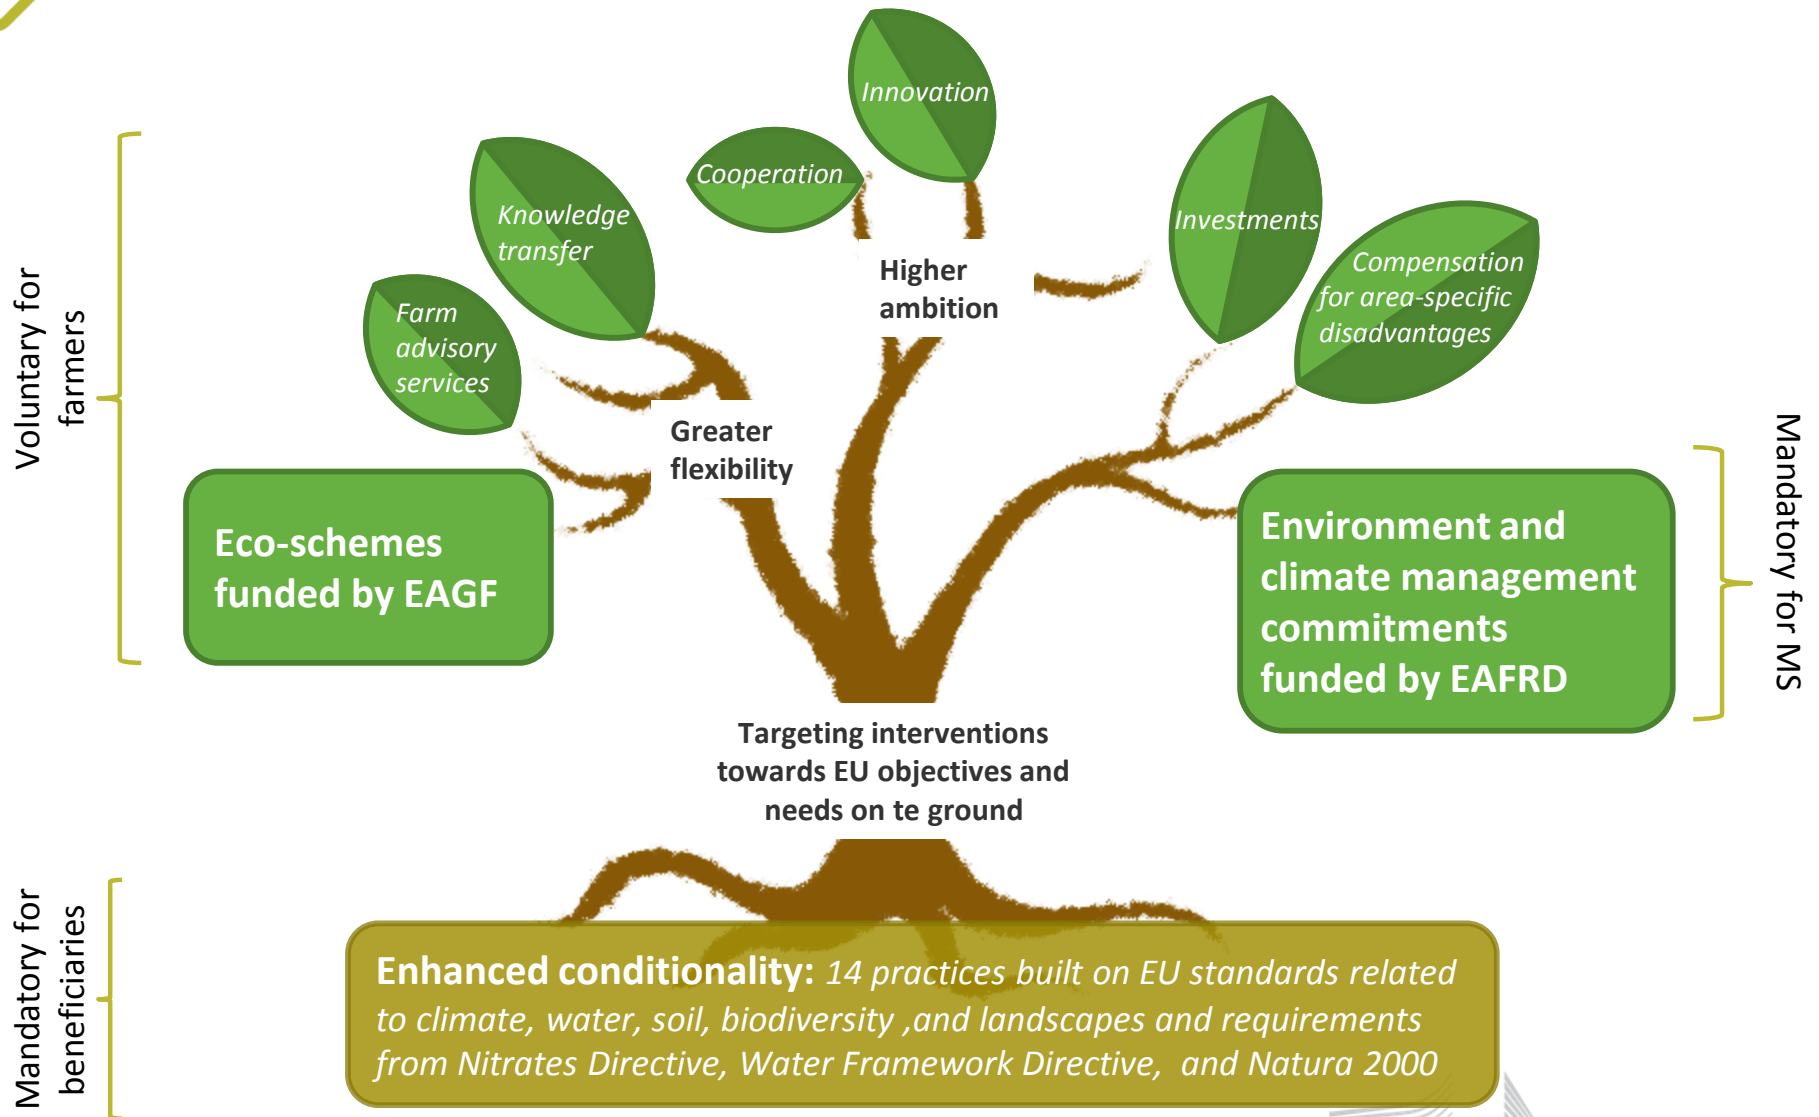 Innovation
Cooperation
Knowledge
transfer
Investments
Farm
advisory
services
Compensation
for area-specific
disadvantages
Higher
ambition
Greater
flexibility
Voluntary for
farmers
Eco-schemes
funded by EAGF
Environment and
climate management
commitments
funded by EAFRD
Mandatory for MS
Targeting interventions
towards EU objectives and
needs on te ground
Mandatory for
beneficiaries
Enhanced conditionality: 14 practices built on EU standards related
to climate, water, soil, biodiversity ,and landscapes and requirements
from Nitrates Directive, Water Framework Directive, and Natura 2000